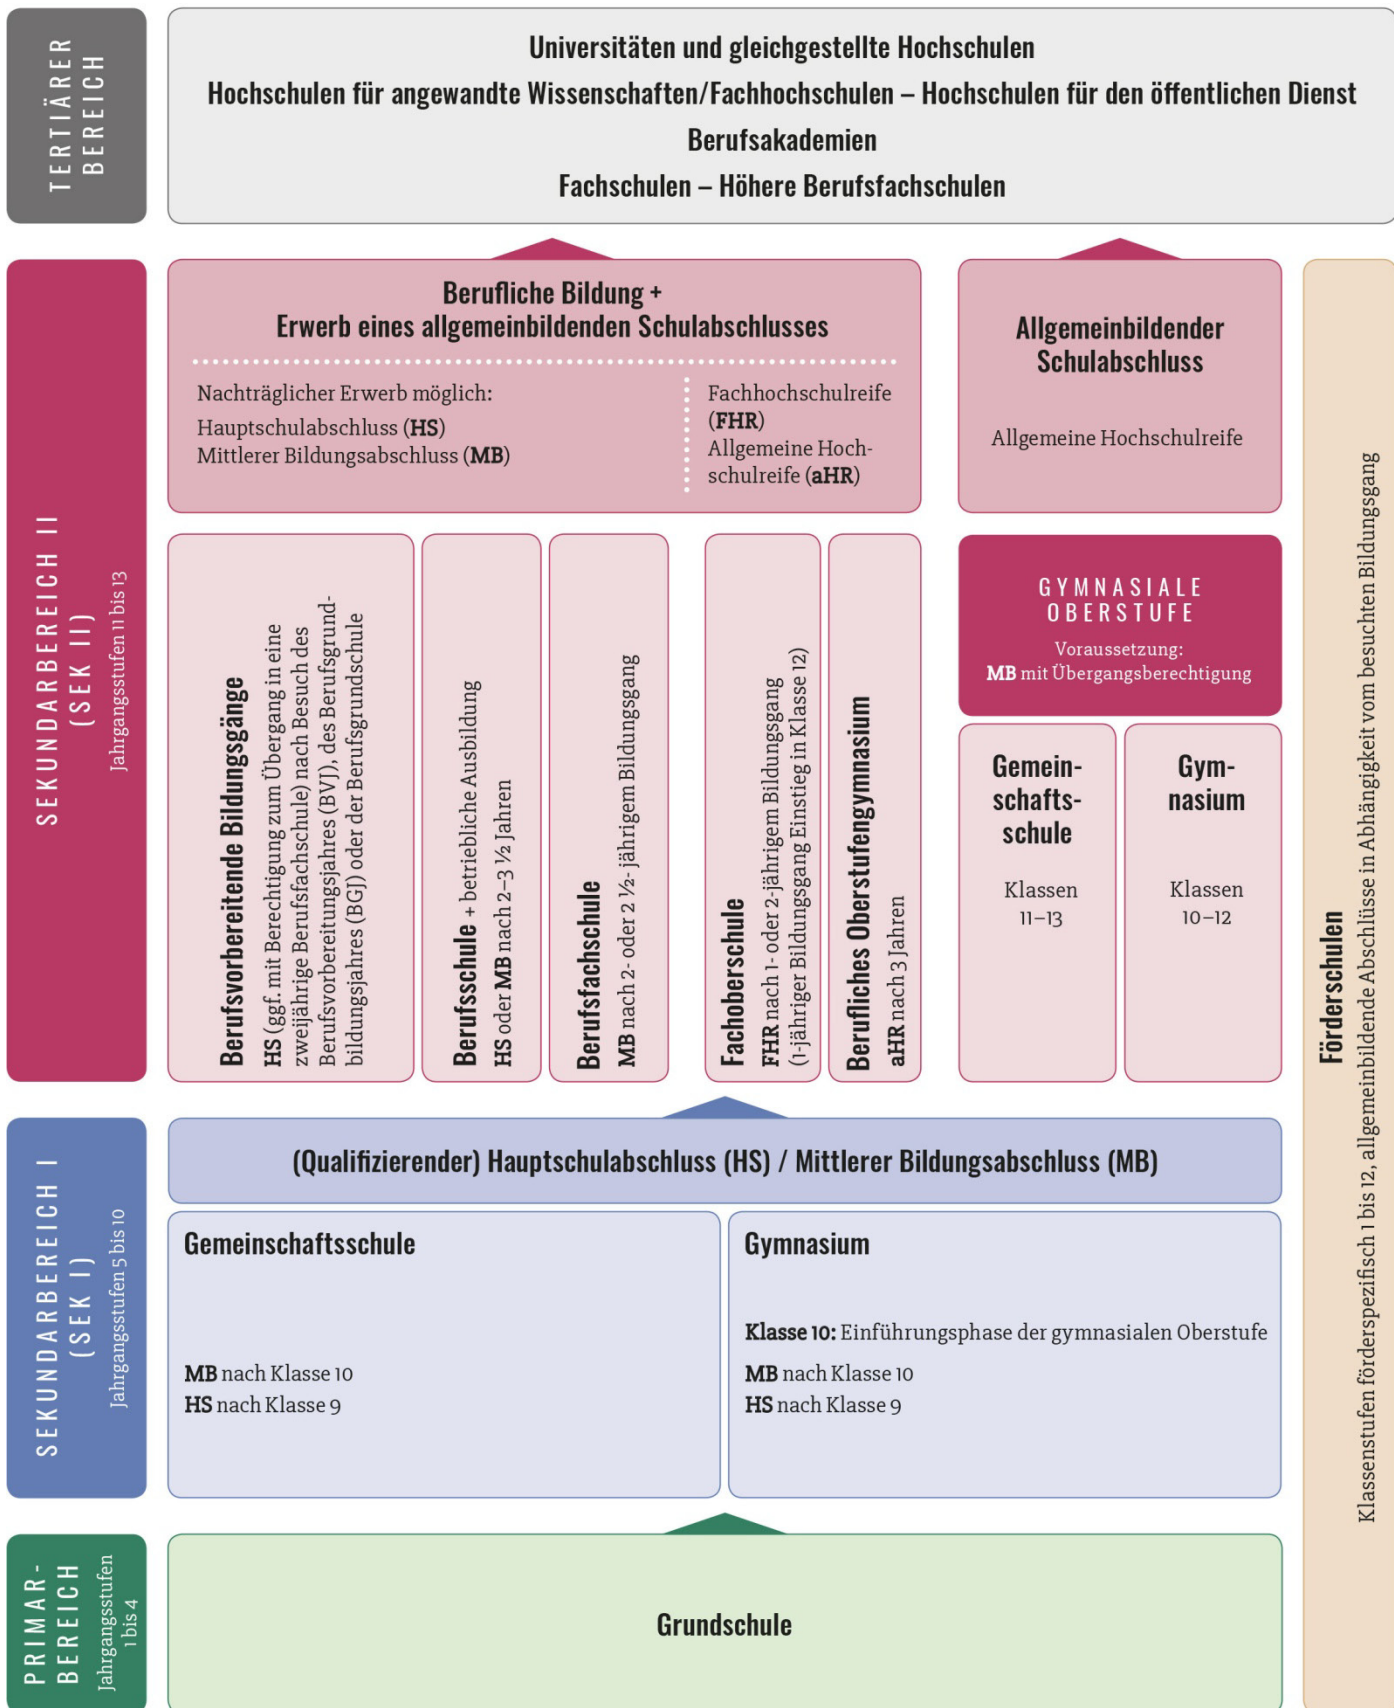 TERTIÄRER
BEREICH
Universitäten und gleichgestellte Hochschulen
Hochschulen für angewandte Wissenschaften/Fachhochschulen – Hochschulen für den öffentlichen Dienst
Berufsakademien
Fachschulen – Höhere Berufsfachschulen
SEKUNDARBEREICH II
(SEK II)
Jahrgangsstufen 11 bis 13
Berufliche Bildung +
Erwerb eines allgemeinbildenden Schulabschlusses
Nachträglicher Erwerb möglich:
Hauptschulabschluss (HS)
Mittlerer Bildungsabschluss (MB)
Fachhochschulreife
(FHR)
Allgemeine Hoch-
schulreife (aHR)
Allgemeinbildender
Schulabschluss
Allgemeine Hochschulreife
Berufsvorbereitende Bildungsgänge
HS (ggf. mit Berechtigung zum Übergang in eine
zweijährige Berufsfachschule) nach Besuch des
Berufsvorbereitungsjahres (BVJ), des Berufsgrund-
bildungsjahres (BGJ) oder der Berufsgrundschule
Berufsschule + betriebliche Ausbildung
HS oder MB nach 2–3 ½ Jahren
Berufsfachschule
MB nach 2- oder 2 ½- jährigem Bildungsgang
Fachoberschule
FHR nach 1- oder 2-jährigem Bildungsgang
(1-jähriger Bildungsgang Einstieg in Klasse 12)
Berufliches Oberstufengymnasium
aHR nach 3 Jahren
GYMNASIALE
OBERSTUFE
Voraussetzung:
MB mit Übergangsberechtigung
Gemein-
schafts-
schule
Klassen
11–13
Gym-
nasium
Klassen
10–12
Förderschulen
Klassenstufen förderspezifisch 1 bis 12, allgemeinbildende Abschlüsse in Abhängigkeit vom besuchten Bildungsgang
SEKUNDARBEREICH I
(SEK I)
Jahrgangsstufen 5 bis 10
(Qualifizierender) Hauptschulabschluss (HS) / Mittlerer Bildungsabschluss (MB)
Gemeinschaftsschule
MB nach Klasse 10
HS nach Klasse 9
Gymnasium
Klasse 10: Einführungsphase der gymnasialen Oberstufe
MB nach Klasse 10
HS nach Klasse 9
PRIMAR-
BEREICH
Jahrgangsstufen
1 bis 4
Grundschule